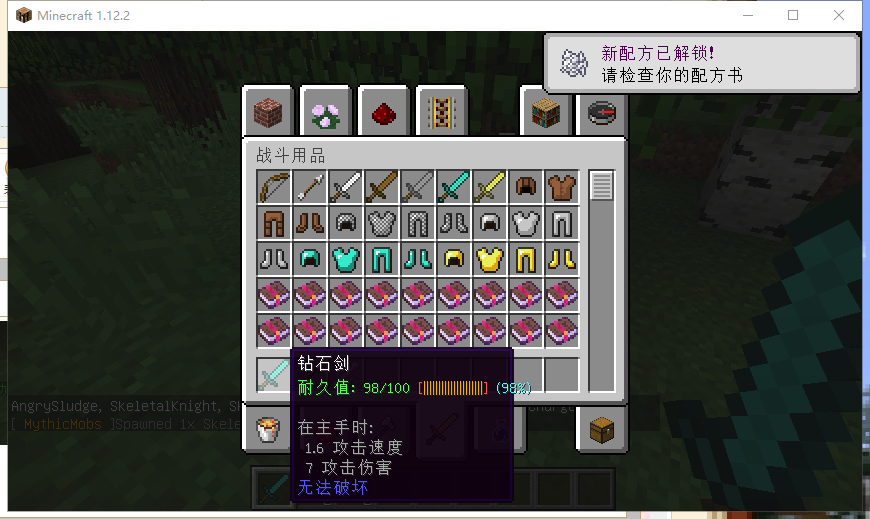 Minecraft 1.12.2
新配方已解锁!
请检查你的配方书
战斗用品
钻石剑
耐久值: 98/100 [||||||||||||||||||||] (98%)
AngrySludge, SkeletalKnight,
[ MythicMobs ]Spawned 1x
在主手时:
1.6 攻击速度
7 攻击伤害
无法破坏